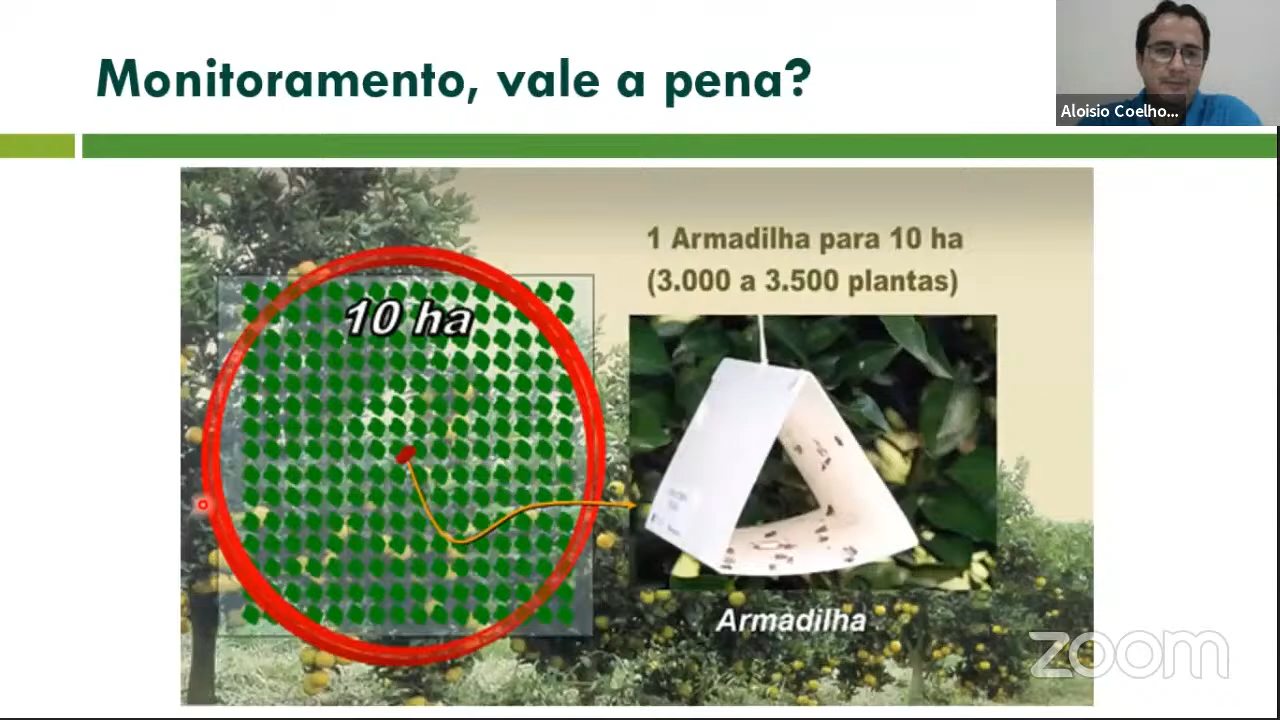 Monitoramento, vale a pena?
Aloisio Coelho...
1 Armadilha para 10 ha
(3.000 a 3.500 plantas)
10 ha
Armadilha
zoom